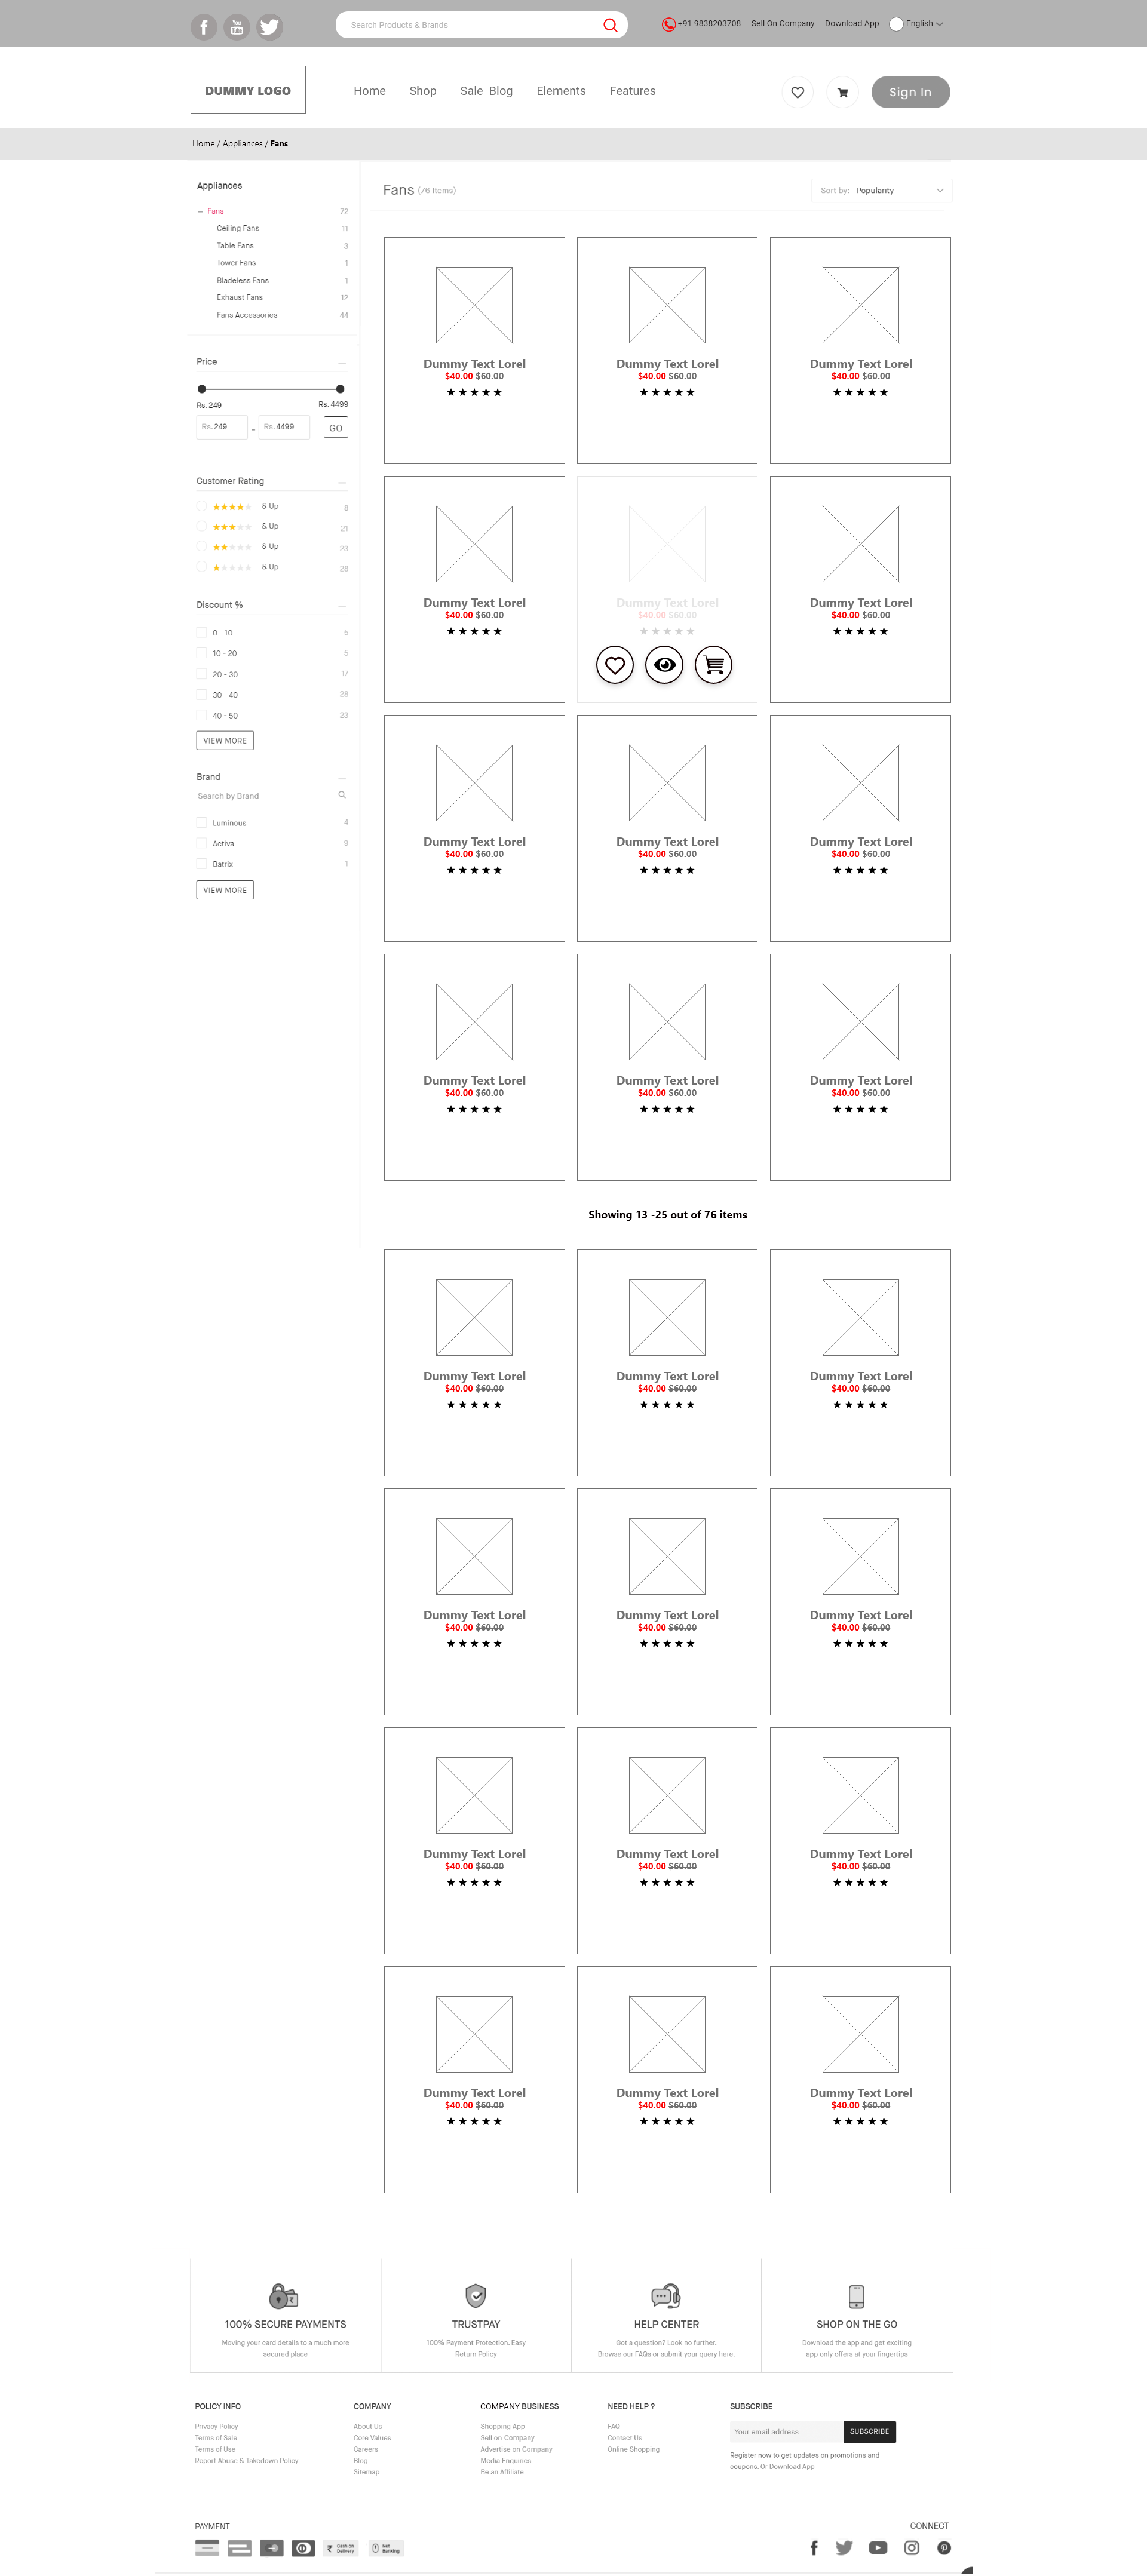 You Tube
Search Products & Brands
+91 9838203708 Sell On Company Download App English
DUMMY LOGO
Home Shop Sale Blog Elements Features
Sign In
Home / Appliances / Fans
Appliances
— Fans 72
Ceiling Fans 11
Table Fans 3
Tower Fans 1
Bladeless Fans 1
Exhaust Fans 12
Fans Accessories 44
Price
Rs. 249 Rs. 4499
Rs. 249 - Rs. 4499 GO
Customer Rating
& Up 8
& Up 21
& Up 23
& Up 28
Discount %
0 - 10 5
10 - 20 5
20 - 30 17
30 - 40 28
40 - 50 23
VIEW MORE
Brand
Search by Brand
Luminous 4
Activa 9
Batrix 1
VIEW MORE
Fans (76 Items)
Sort by: Popularity
Dummy Text Lorel Dummy Text Lorel Dummy Text Lorel
$40.00 $60.00 $40.00 $60.00 $40.00 $60.00
Dummy Text Lorel Dummy Text Lorel Dummy Text Lorel
$40.00 $60.00 $40.00 $60.00 $40.00 $60.00
Dummy Text Lorel Dummy Text Lorel Dummy Text Lorel
$40.00 $60.00 $40.00 $60.00 $40.00 $60.00
Dummy Text Lorel Dummy Text Lorel Dummy Text Lorel
$40.00 $60.00 $40.00 $60.00 $40.00 $60.00
Showing 13 -25 out of 76 items
Dummy Text Lorel Dummy Text Lorel Dummy Text Lorel
$40.00 $60.00 $40.00 $60.00 $40.00 $60.00
Dummy Text Lorel Dummy Text Lorel Dummy Text Lorel
$40.00 $60.00 $40.00 $60.00 $40.00 $60.00
Dummy Text Lorel Dummy Text Lorel Dummy Text Lorel
$40.00 $60.00 $40.00 $60.00 $40.00 $60.00
Dummy Text Lorel Dummy Text Lorel Dummy Text Lorel
$40.00 $60.00 $40.00 $60.00 $40.00 $60.00
100% SECURE PAYMENTS
Moving your card details to a much more
secured place
TRUSTPAY
100% Payment Protection. Easy
Return Policy
HELP CENTER
Got a question? Look no further.
Browse our FAQs or submit your query here.
SHOP ON THE GO
Download the app and get exciting
app only offers at your fingertips
POLICY INFO
Privacy Policy
Terms of Sale
Terms of Use
Report Abuse & Takedown Policy
COMPANY
About Us
Core Values
Careers
Blog
Sitemap
COMPANY BUSINESS
Shopping App
Sell on Company
Advertise on Company
Media Enquiries
Be an Affiliate
NEED HELP ?
FAQ
Contact Us
Online Shopping
SUBSCRIBE
Your email address SUBSCRIBE
Register now to get updates on promotions and
coupons. Or Download App
PAYMENT
₹ Cash on Delivery
Net Banking
CONNECT